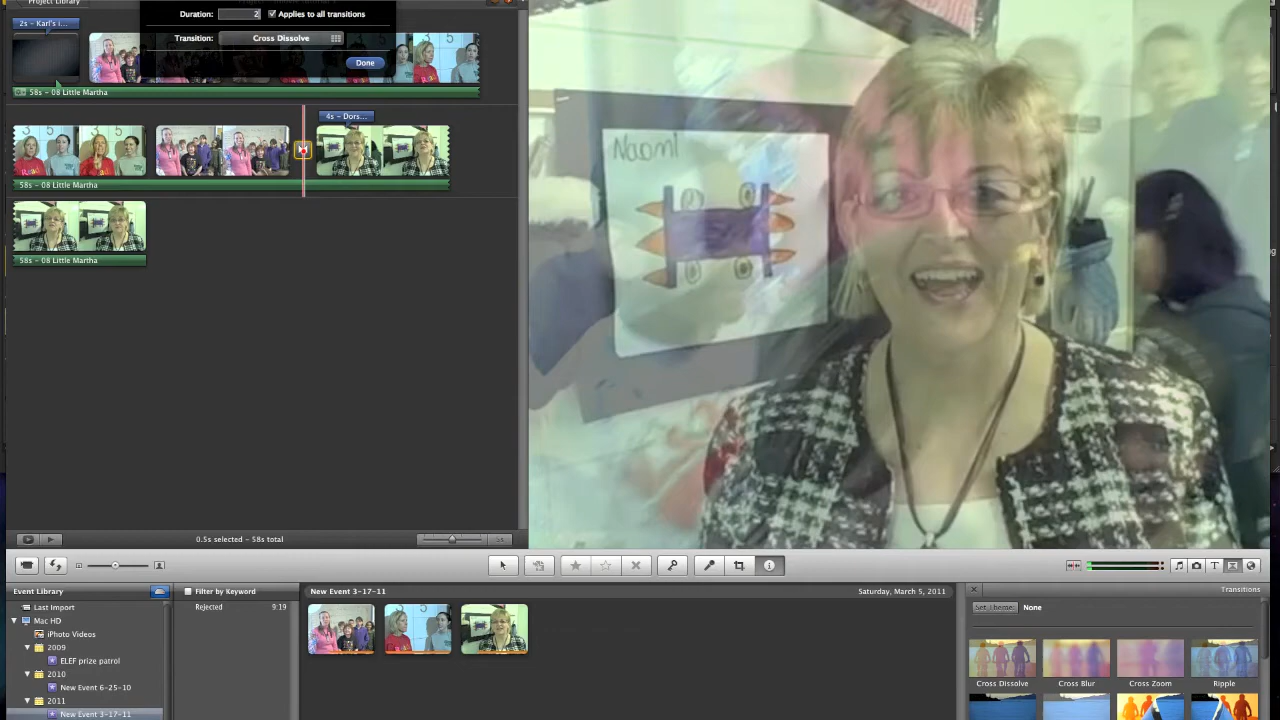 Project Library
Duration: 2
Applies to all transitions
Transition: Cross Dissolve
Done
2s - Karl's i...
58s - 08 Little Martha
4s - Dors...
58s - 08 Little Martha
58s - 08 Little Martha
Naomi
0.5s selected - 58s total
5s
Event Library
Last Import
Mac HD
iPhoto Videos
2009
ELEF prize patrol
2010
New Event 6-25-10
2011
New Event 3-17-11
Filter by Keyword
Rejected 9:19
New Event 3-17-11
Saturday, March 5, 2011
Transitions
Set Theme: None
Cross Dissolve
Cross Blur
Cross Zoom
Ripple